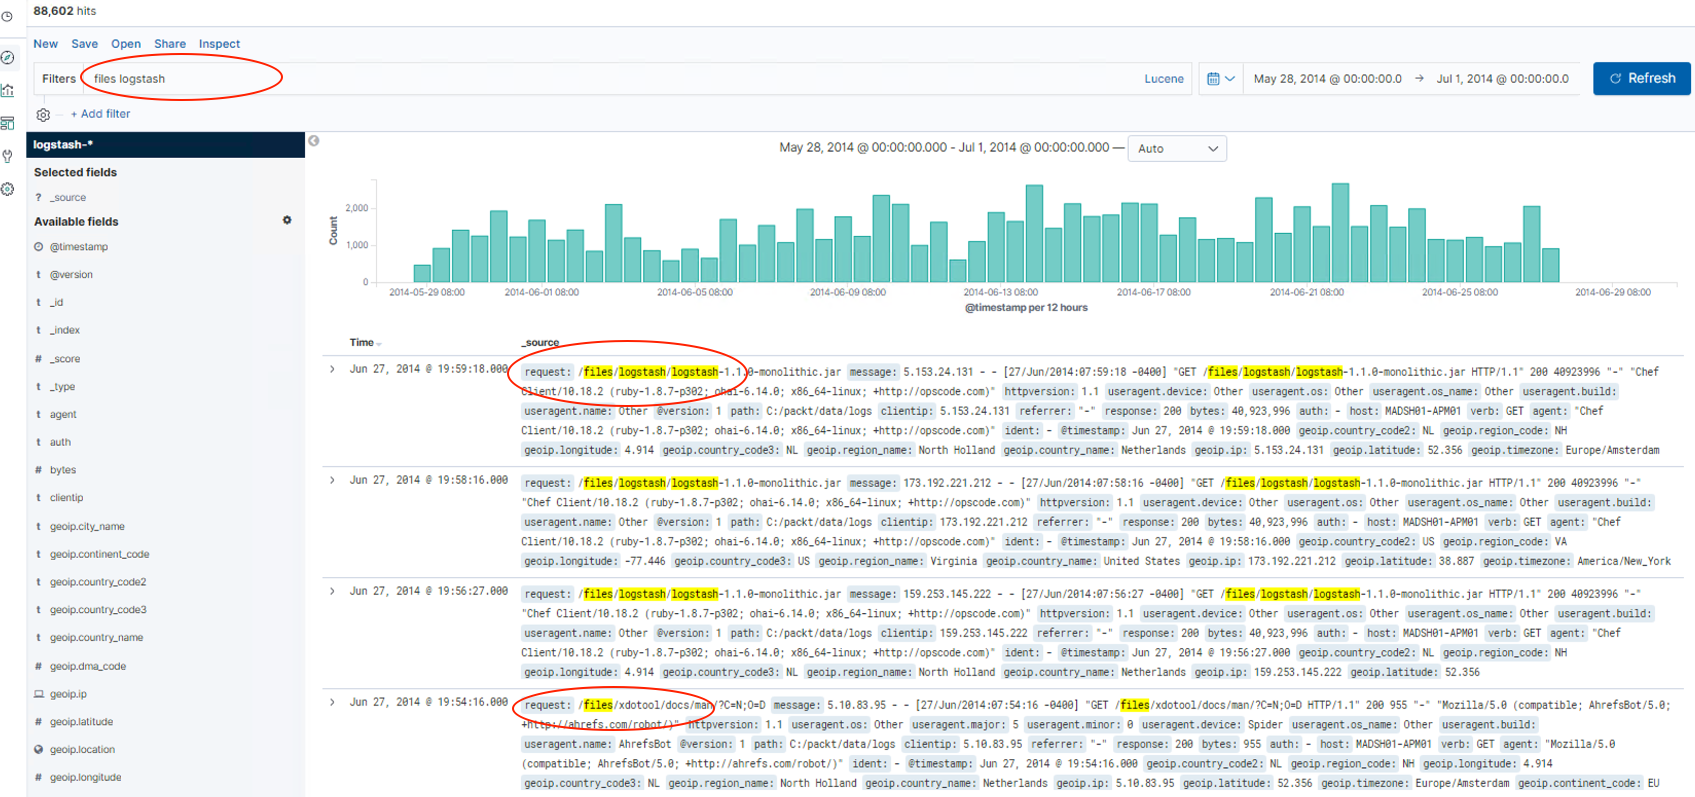 88,602 hits
New Save Open Share Inspect
Filters files logstash Lucene May 28, 2014 @ 00:00:00.0 → Jul 1, 2014 @ 00:00:00.0 Refresh
+ Add filter
logstash-*
Selected fields
? _source
Available fields
@timestamp
t @version
t _id
t _index
# _score
t _type
t agent
t auth
# bytes
t clientip
t geoip.city_name
t geoip.continent_code
t geoip.country_code2
t geoip.country_code3
t geoip.country_name
# geoip.dma_code
geoip.ip
# geoip.latitude
geoip.location
# geoip.longitude
May 28, 2014 @ 00:00:00.000 - Jul 1, 2014 @ 00:00:00.000 — Auto
Count
2,000
1,000
0
2014-05-29 08:00 2014-06-01 08:00 2014-06-05 08:00 2014-06-09 08:00 2014-06-13 08:00 2014-06-17 08:00 2014-06-21 08:00 2014-06-25 08:00 2014-06-29 08:00
@timestamp per 12 hours
Time _source
Jun 27, 2014 @ 19:59:18.000 request: /files/logstash/logstash-1.1.0-monolithic.jar message: 5.153.24.131 - - [27/Jun/2014:07:59:18 -0400] "GET /files/logstash/logstash-1.1.0-monolithic.jar HTTP/1.1" 200 40923996 "-" "Chef
Client/10.18.2 (ruby-1.8.7-p302; ohai-6.14.0; x86_64-linux; +http://opscode.com)" httpversion: 1.1 useragent.device: Other useragent.os: Other useragent.os_name: Other useragent.build:
useragent.name: Other @version: 1 path: C:/packt/data/logs clientip: 5.153.24.131 referrer: "-" response: 200 bytes: 40,923,996 auth: - host: MADSH01-APM01 verb: GET agent: "Chef
Client/10.18.2 (ruby-1.8.7-p302; ohai-6.14.0; x86_64-linux; +http://opscode.com)" ident: - @timestamp: Jun 27, 2014 @ 19:59:18.000 geoip.country_code2: NL geoip.region_code: NH
geoip.longitude: 4.914 geoip.country_code3: NL geoip.region_name: North Holland geoip.country_name: Netherlands geoip.ip: 5.153.24.131 geoip.latitude: 52.356 geoip.timezone: Europe/Amsterdam
Jun 27, 2014 @ 19:58:16.000 request: /files/logstash/logstash-1.1.0-monolithic.jar message: 173.192.221.212 - - [27/Jun/2014:07:58:16 -0400] "GET /files/logstash/logstash-1.1.0-monolithic.jar HTTP/1.1" 200 40923996 "-"
"Chef Client/10.18.2 (ruby-1.8.7-p302; ohai-6.14.0; x86_64-linux; +http://opscode.com)" httpversion: 1.1 useragent.device: Other useragent.os: Other useragent.os_name: Other useragent.build:
useragent.name: Other @version: 1 path: C:/packt/data/logs clientip: 173.192.221.212 referrer: "-" response: 200 bytes: 40,923,996 auth: - host: MADSH01-APM01 verb: GET agent: "Chef
Client/10.18.2 (ruby-1.8.7-p302; ohai-6.14.0; x86_64-linux; +http://opscode.com)" ident: - @timestamp: Jun 27, 2014 @ 19:58:16.000 geoip.country_code2: US geoip.region_code: VA
geoip.longitude: -77.446 geoip.country_code3: US geoip.region_name: Virginia geoip.country_name: United States geoip.ip: 173.192.221.212 geoip.latitude: 38.887 geoip.timezone: America/New_York
Jun 27, 2014 @ 19:56:27.000 request: /files/logstash/logstash-1.1.0-monolithic.jar message: 159.253.145.222 - - [27/Jun/2014:07:56:27 -0400] "GET /files/logstash/logstash-1.1.0-monolithic.jar HTTP/1.1" 200 40923996 "-"
"Chef Client/10.18.2 (ruby-1.8.7-p302; ohai-6.14.0; x86_64-linux; +http://opscode.com)" httpversion: 1.1 useragent.device: Other useragent.os: Other useragent.os_name: Other useragent.build:
useragent.name: Other @version: 1 path: C:/packt/data/logs clientip: 159.253.145.222 referrer: "-" response: 200 bytes: 40,923,996 auth: - host: MADSH01-APM01 verb: GET agent: "Chef
Client/10.18.2 (ruby-1.8.7-p302; ohai-6.14.0; x86_64-linux; +http://opscode.com)" ident: - @timestamp: Jun 27, 2014 @ 19:56:27.000 geoip.country_code2: NL geoip.region_code: NH
geoip.longitude: 4.914 geoip.country_code3: NL geoip.region_name: North Holland geoip.country_name: Netherlands geoip.ip: 159.253.145.222 geoip.latitude: 52.356
Jun 27, 2014 @ 19:54:16.000 request: /files/xdotool/docs/man/?C=N;O=D message: 5.10.83.95 - - [27/Jun/2014:07:54:16 -0400] "GET /files/xdotool/docs/man/?C=N;O=D HTTP/1.1" 200 955 "-" "Mozilla/5.0 (compatible; AhrefsBot/5.0;
+http://ahrefs.com/robot/)" httpversion: 1.1 useragent.os: Other useragent.major: 5 useragent.minor: 0 useragent.device: Spider useragent.os_name: Other useragent.build:
useragent.name: AhrefsBot @version: 1 path: C:/packt/data/logs clientip: 5.10.83.95 referrer: "-" response: 200 bytes: 955 auth: - host: MADSH01-APM01 verb: GET agent: "Mozilla/5.0
(compatible; AhrefsBot/5.0; +http://ahrefs.com/robot/)" ident: - @timestamp: Jun 27, 2014 @ 19:54:16.000 geoip.country_code2: NL geoip.region_code: NH geoip.longitude: 4.914
geoip.country_code3: NL geoip.region_name: North Holland geoip.country_name: Netherlands geoip.ip: 5.10.83.95 geoip.latitude: 52.356 geoip.timezone: Europe/Amsterdam geoip.continent_code: EU